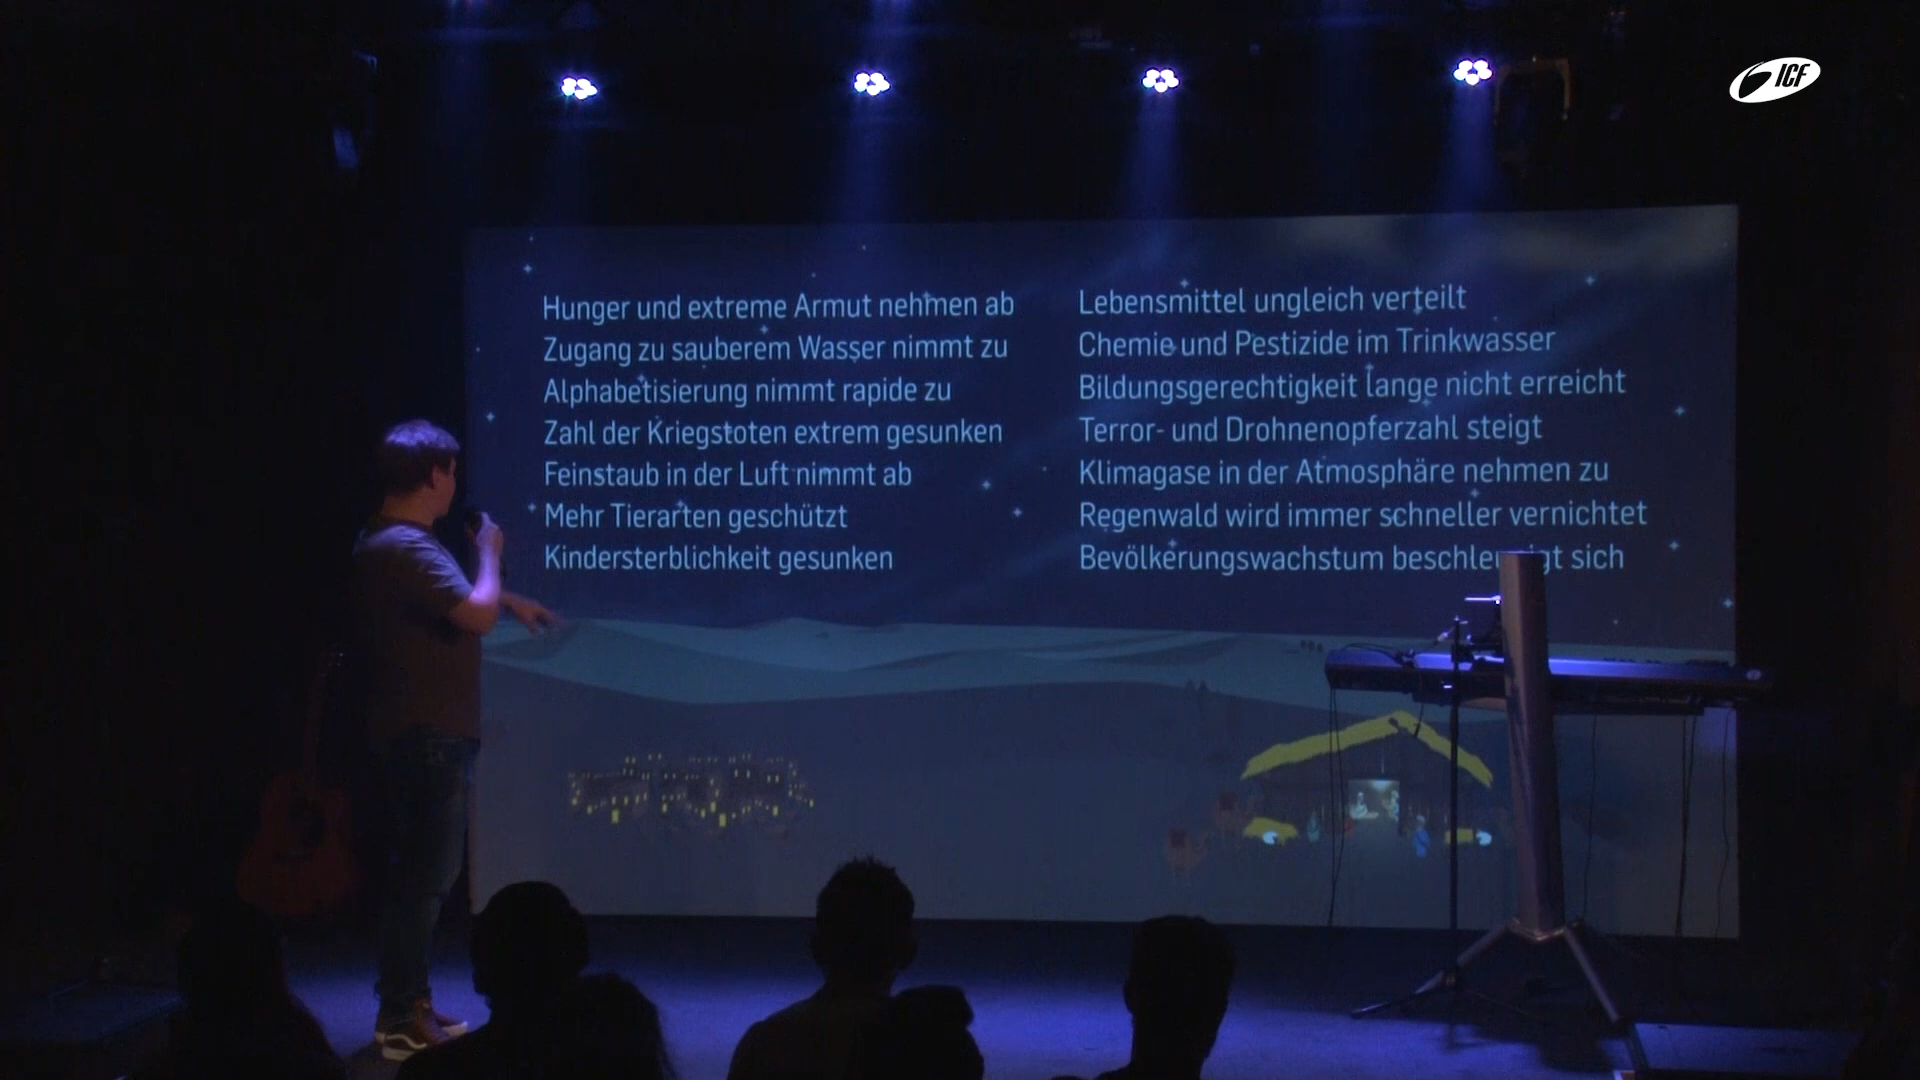 ICF
Hunger und extreme Armut nehmen ab
Zugang zu sauberem Wasser nimmt zu
Alphabetisierung nimmt rapide zu
Zahl der Kriegstoten extrem gesunken
Feinstaub in der Luft nimmt ab
Mehr Tierarten geschützt
Kindersterblichkeit gesunken
Lebensmittel ungleich verteilt
Chemie und Pestizide im Trinkwasser
Bildungsgerechtigkeit lange nicht erreicht
Terror- und Drohnenopferzahl steigt
Klimagase in der Atmosphäre nehmen zu
Regenwald wird immer schneller vernichtet
Bevölkerungswachstum beschleunigt sich